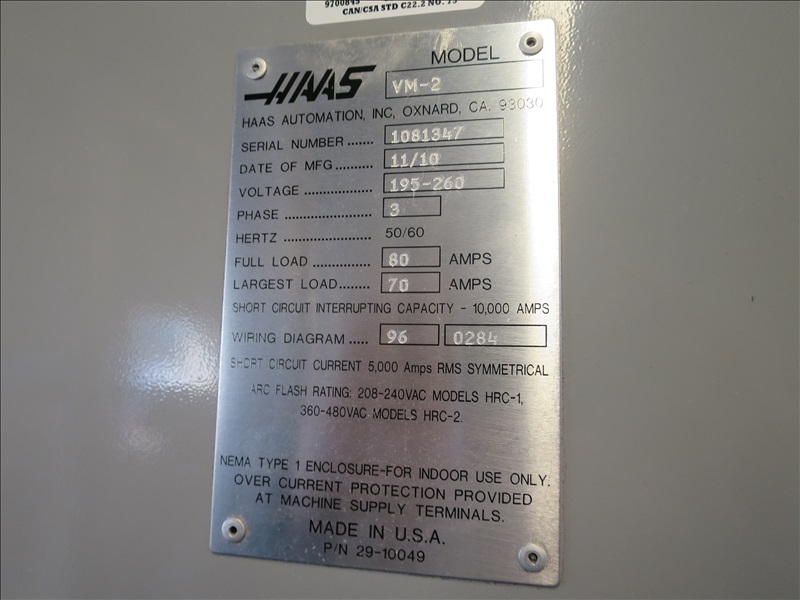 9700845
CAN/CSA STD C22.2 NO. 73
HAAS
MODEL
VM-2
HAAS AUTOMATION, INC, OXNARD, CA. 93030
SERIAL NUMBER ....... 1081347
DATE OF MFG ........... 11/10
VOLTAGE .................. 195-260
PHASE ....................... 3
HERTZ ....................... 50/60
FULL LOAD ............... 80 AMPS
LARGEST LOAD........ 70 AMPS
SHORT CIRCUIT INTERRUPTING CAPACITY - 10,000 AMPS
WIRING DIAGRAM ..... 96 0284
SHORT CIRCUIT CURRENT 5,000 Amps RMS SYMMETRICAL
ARC FLASH RATING: 208-240VAC MODELS HRC-1,
360-480VAC MODELS HRC-2.
NEMA TYPE 1 ENCLOSURE-FOR INDOOR USE ONLY.
OVER CURRENT PROTECTION PROVIDED
AT MACHINE SUPPLY TERMINALS.
MADE IN U.S.A.
P/N 29-10049